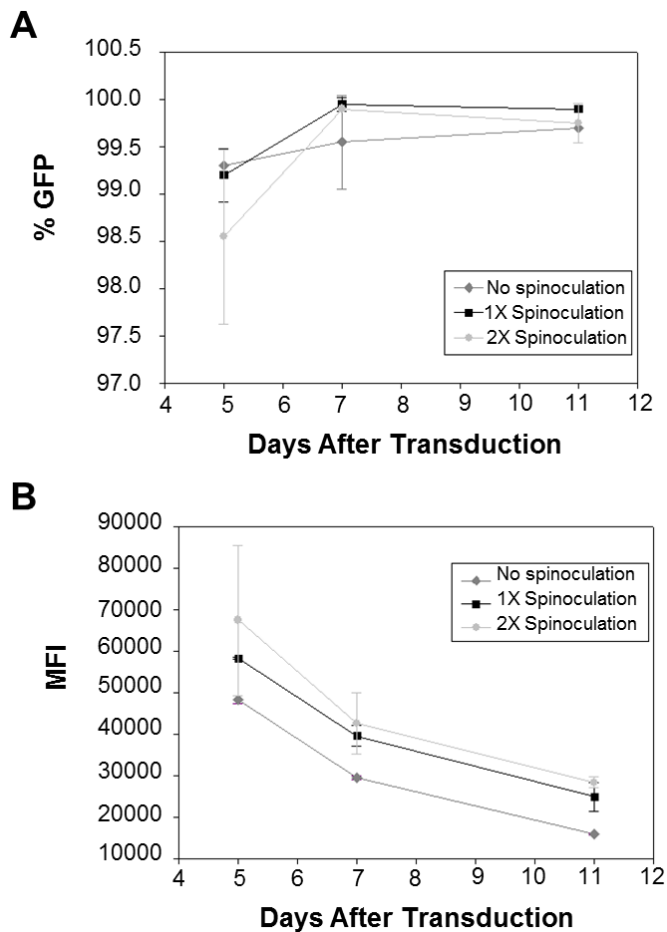 A
100.5
100.0
99.5
99.0
98.5
98.0
97.5
97.0
% GFP
No spinoculation
1X Spinoculation
2X Spinoculation
4 5 6 7 8 9 10 11 12
Days After Transduction
B
90000
80000
70000
60000
50000
40000
30000
20000
10000
MFI
No spinoculation
1X Spinoculation
2X Spinoculation
4 5 6 7 8 9 10 11 12
Days After Transduction